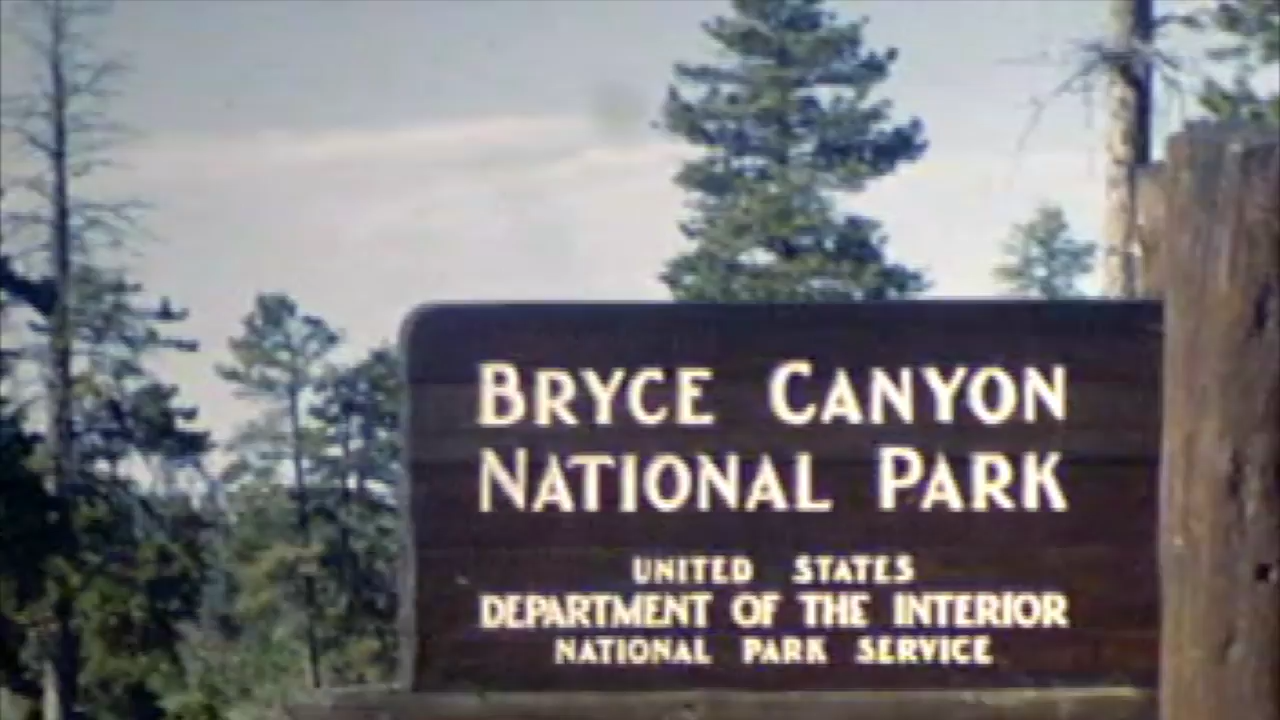 BRYCE CANYON
NATIONAL PARK
UNITED STATES
DEPARTMENT OF THE INTERIOR
NATIONAL PARK SERVICE